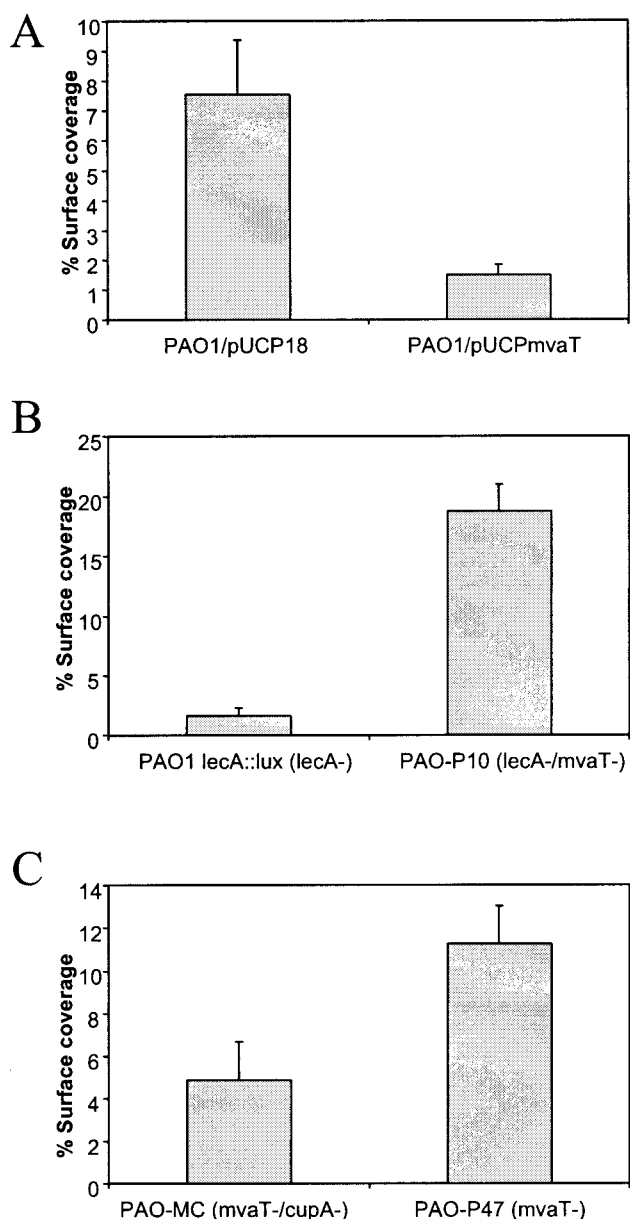 A
% Surface coverage
10
9
8
7
6
5
4
3
2
1
0
PAO1/pUCP18 PAO1/pUCPmvaT
B
% Surface coverage
25
20
15
10
5
0
PAO1 lecA::lux (lecA-) PAO-P10 (lecA-/mvaT-)
C
% Surface coverage
14
12
10
8
6
4
2
0
PAO-MC (mvaT-/cupA-) PAO-P47 (mvaT-)